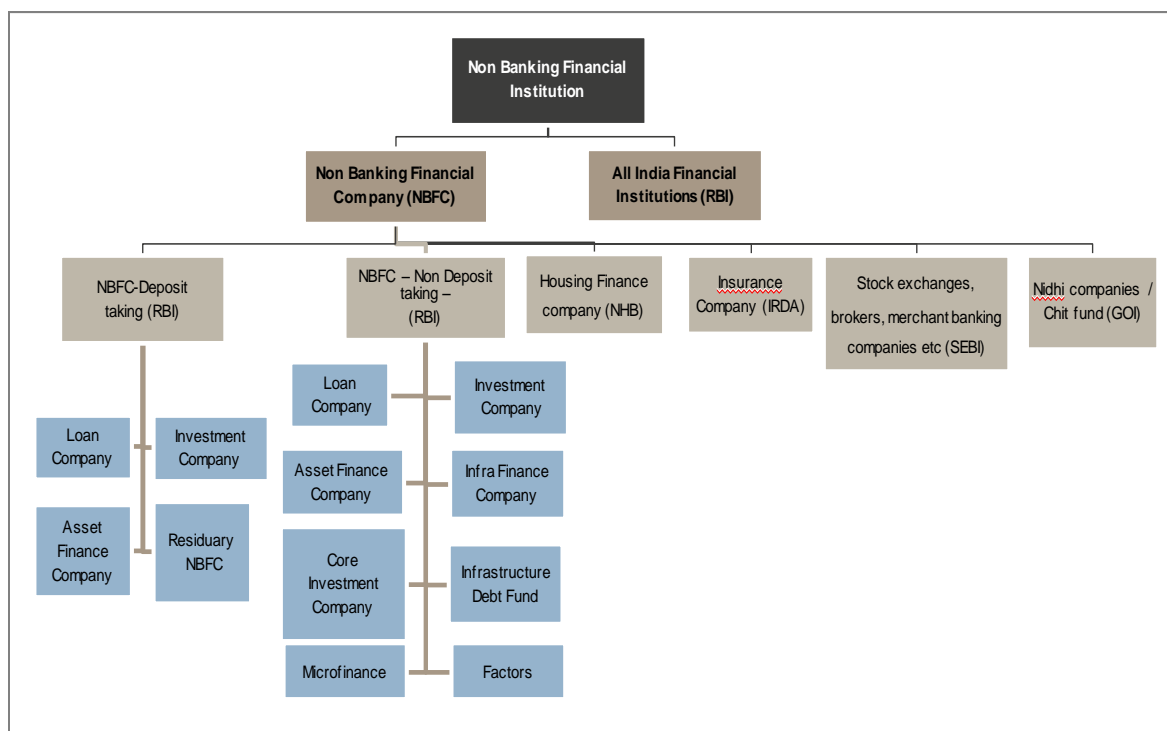 Non Banking Financial
Institution
Non Banking Financial
Company (NBFC)
All India Financial
Institutions (RBI)
NBFC-Deposit
taking (RBI)
NBFC – Non Deposit
taking –
(RBI)
Housing Finance
company (NHB)
Insurance
Company (IRDA)
Stock exchanges,
brokers, merchant banking
companies etc (SEBI)
Nidhi companies /
Chit fund (GOI)
Loan
Company
Investment
Company
Asset
Finance
Company
Residuary
NBFC
Loan
Company
Investment
Company
Asset Finance
Company
Infra Finance
Company
Core
Investment
Company
Infrastructure
Debt Fund
Microfinance
Factors